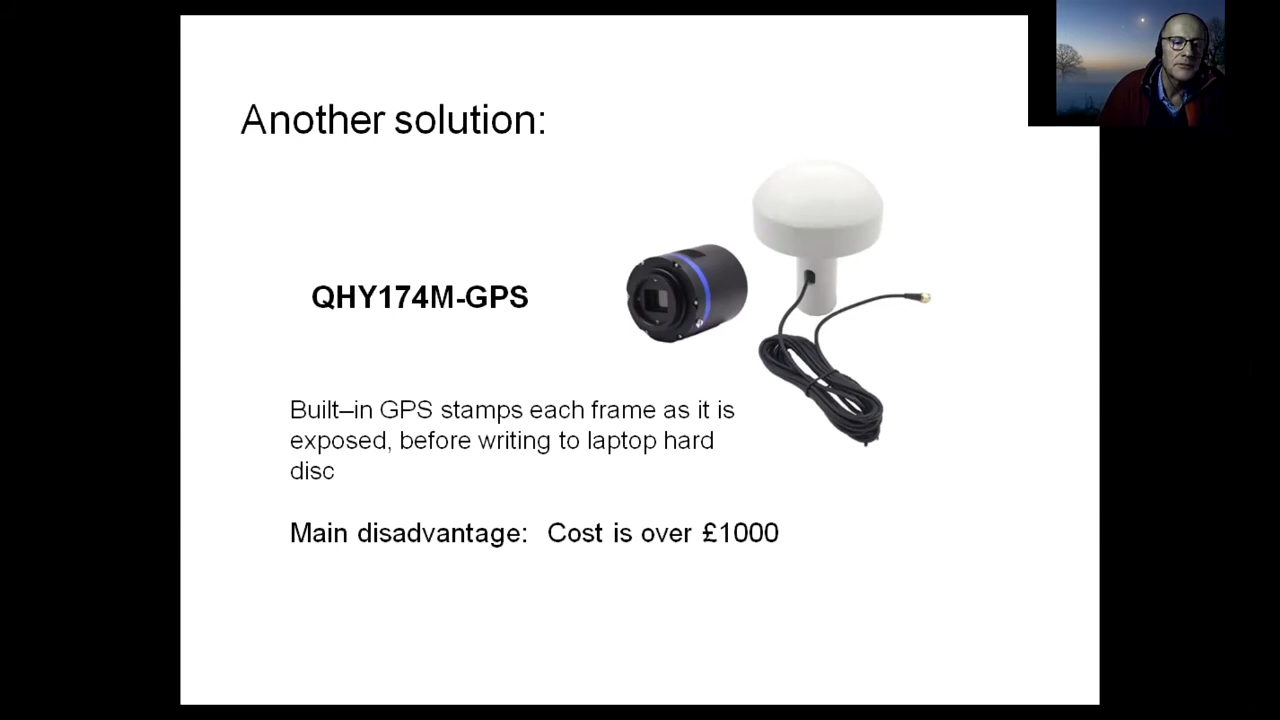 Another solution:
QHY174M-GPS
Built–in GPS stamps each frame as it is
exposed, before writing to laptop hard
disc
Main disadvantage: Cost is over £1000